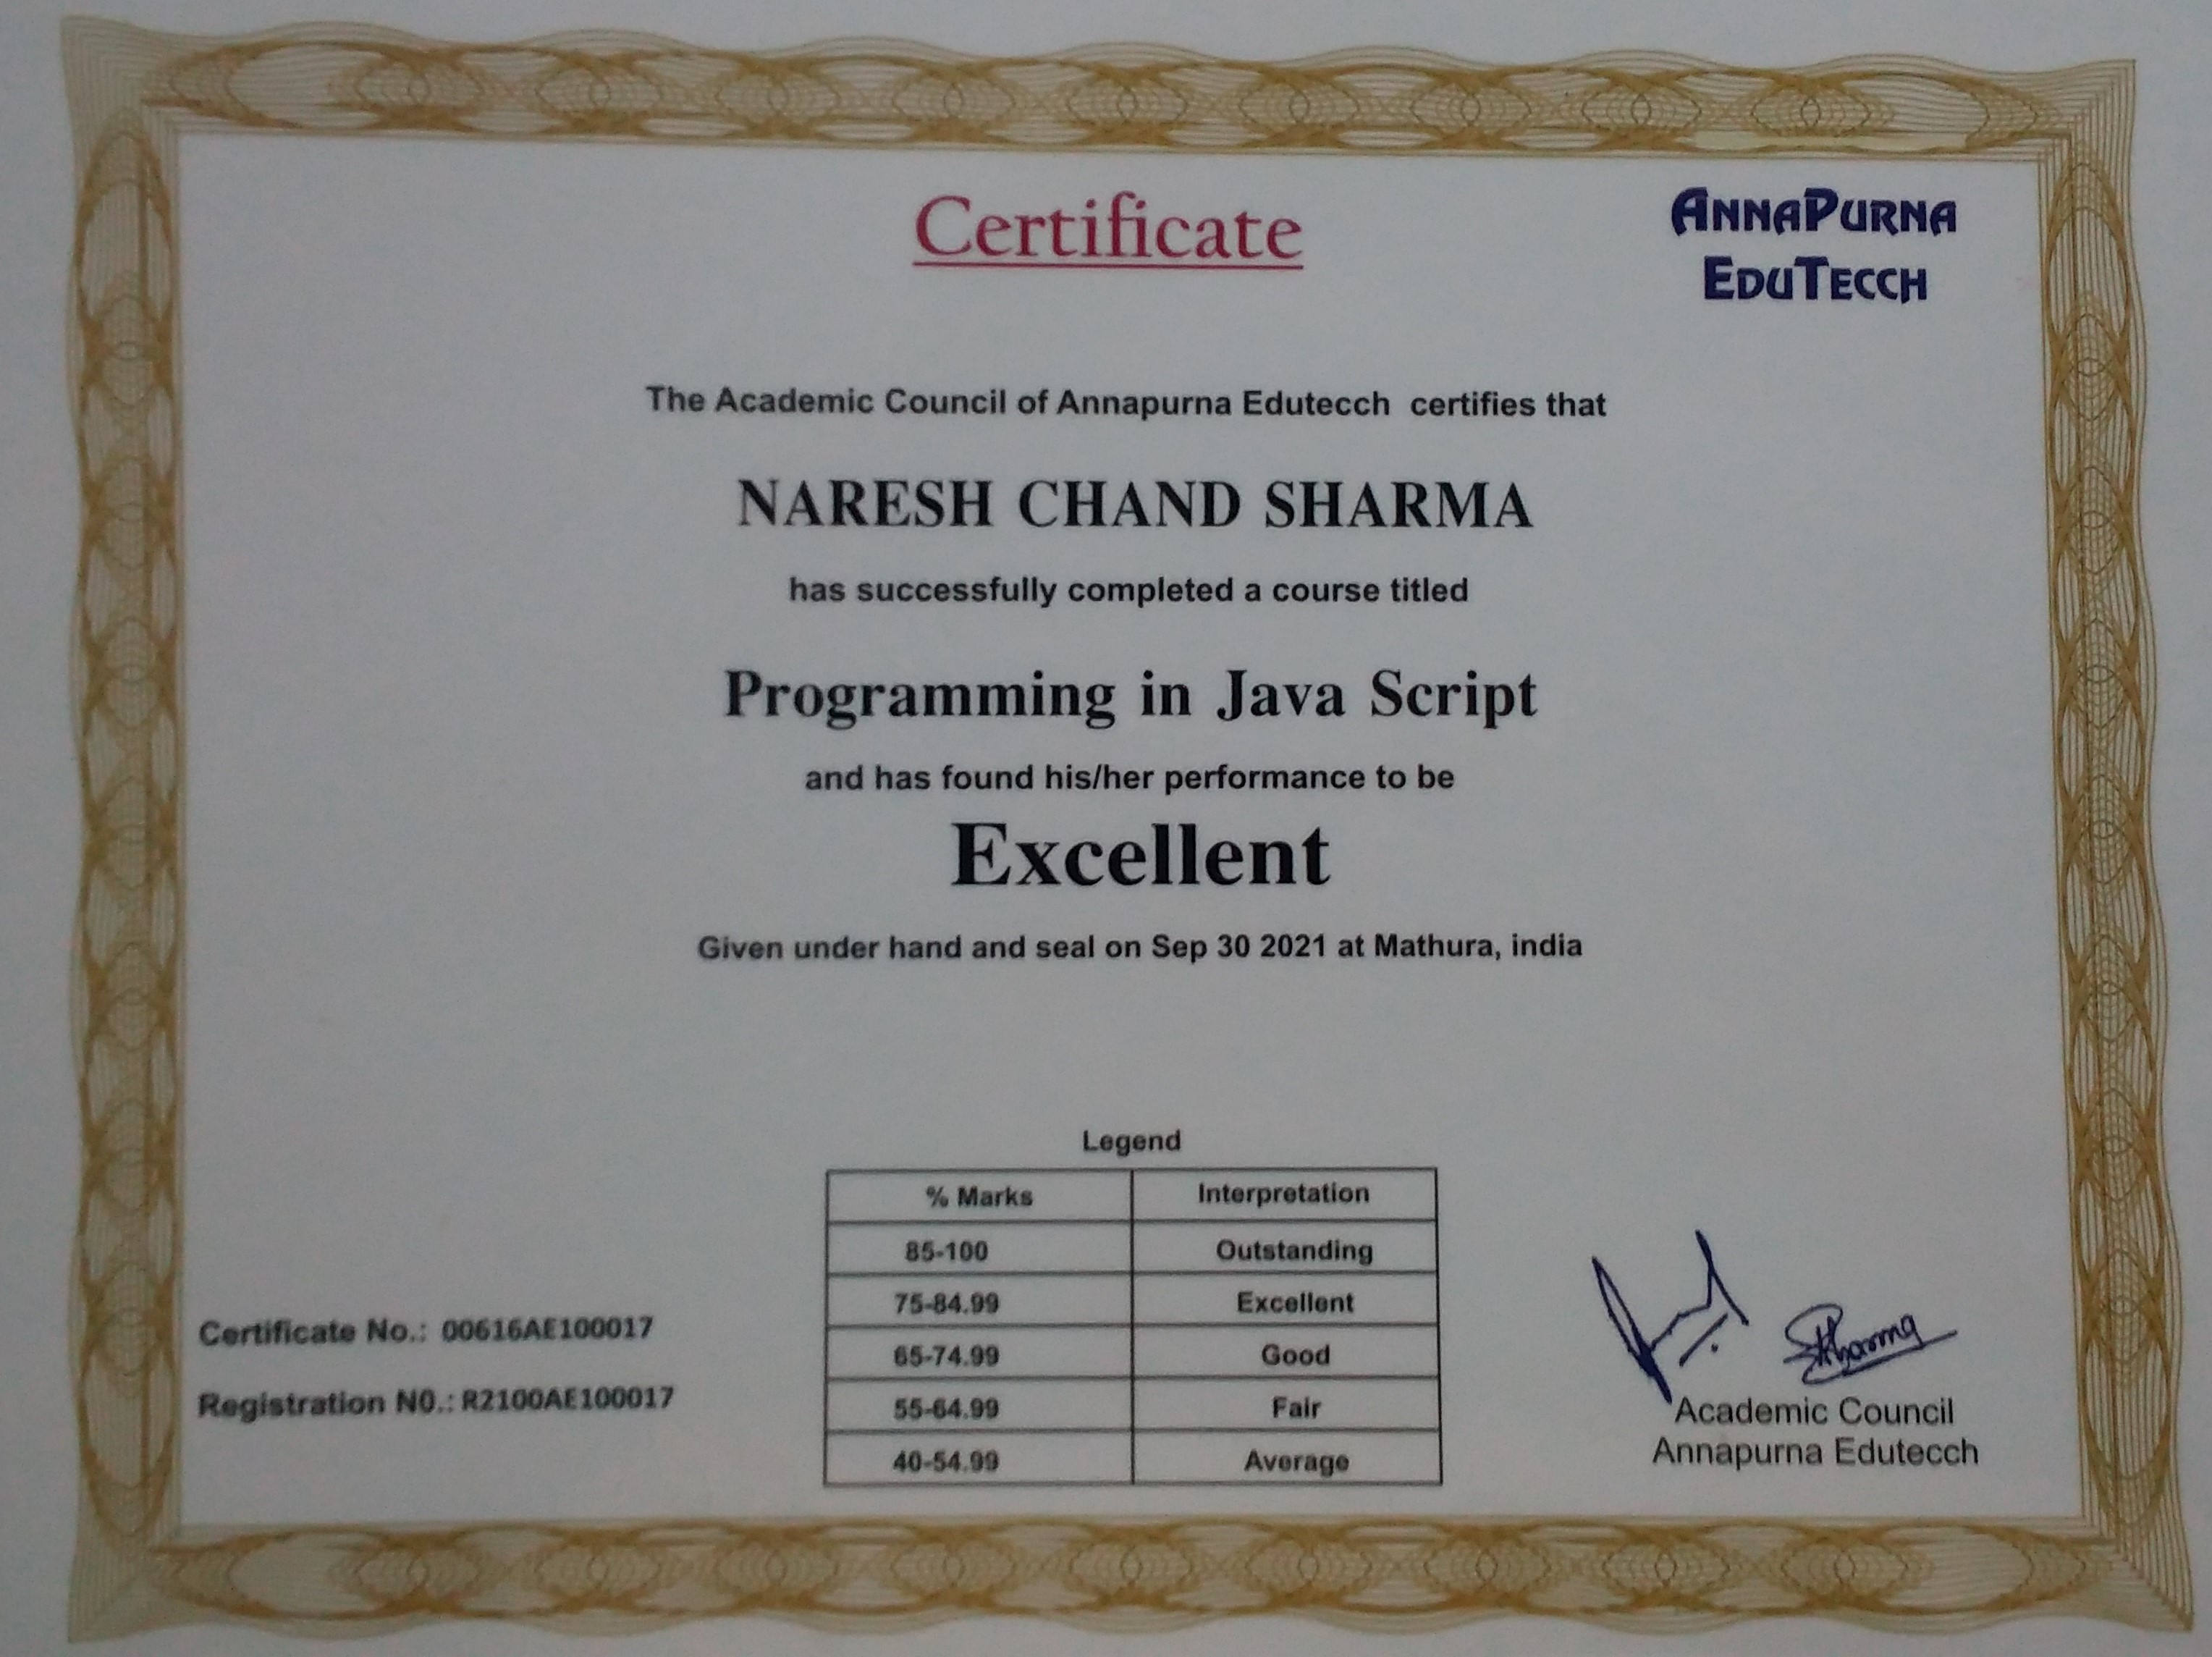 Certificate
ANNAPURNA
EDUTECCH
The Academic Council of Annapurna Edutecch certifies that
NARESH CHAND SHARMA
has successfully completed a course titled
Programming in Java Script
and has found his/her performance to be
Excellent
Given under hand and seal on Sep 30 2021 at Mathura, india
Legend
% Marks Interpretation
85-100 Outstanding
75-84.99 Excellent
65-74.99 Good
55-64.99 Fair
40-54.99 Average
Certificate No.: 00616AE100017
Registration N0.: R2100AE100017
Sharma
Academic Council
Annapurna Edutecch